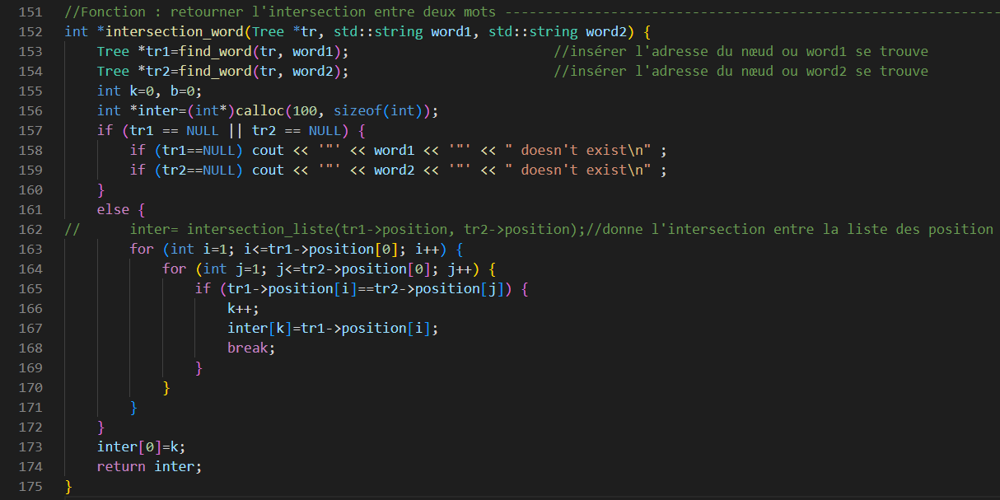 151 //Fonction : retourner l'intersection entre deux mots -------------------------------------------------------------
152 int *intersection_word(Tree *tr, std::string word1, std::string word2) {
153     Tree *tr1=find_word(tr, word1);                         //insérer l'adresse du nœud ou word1 se trouve
154     Tree *tr2=find_word(tr, word2);                         //insérer l'adresse du nœud ou word2 se trouve
155     int k=0, b=0;
156     int *inter=(int*)calloc(100, sizeof(int));
157     if (tr1 == NULL || tr2 == NULL) {
158         if (tr1==NULL) cout << '"' << word1 << '"' << " doesn't exist\n" ;
159         if (tr2==NULL) cout << '"' << word2 << '"' << " doesn't exist\n" ;
160     }
161     else {
162 //      inter= intersection_liste(tr1->position, tr2->position);//donne l'intersection entre la liste des position
163         for (int i=1; i<=tr1->position[0]; i++) {
164             for (int j=1; j<=tr2->position[0]; j++) {
165                 if (tr1->position[i]==tr2->position[j]) {
166                     k++;
167                     inter[k]=tr1->position[i];
168                     break;
169                 }
170             }
171         }
172     }
173     inter[0]=k;
174     return inter;
175 }